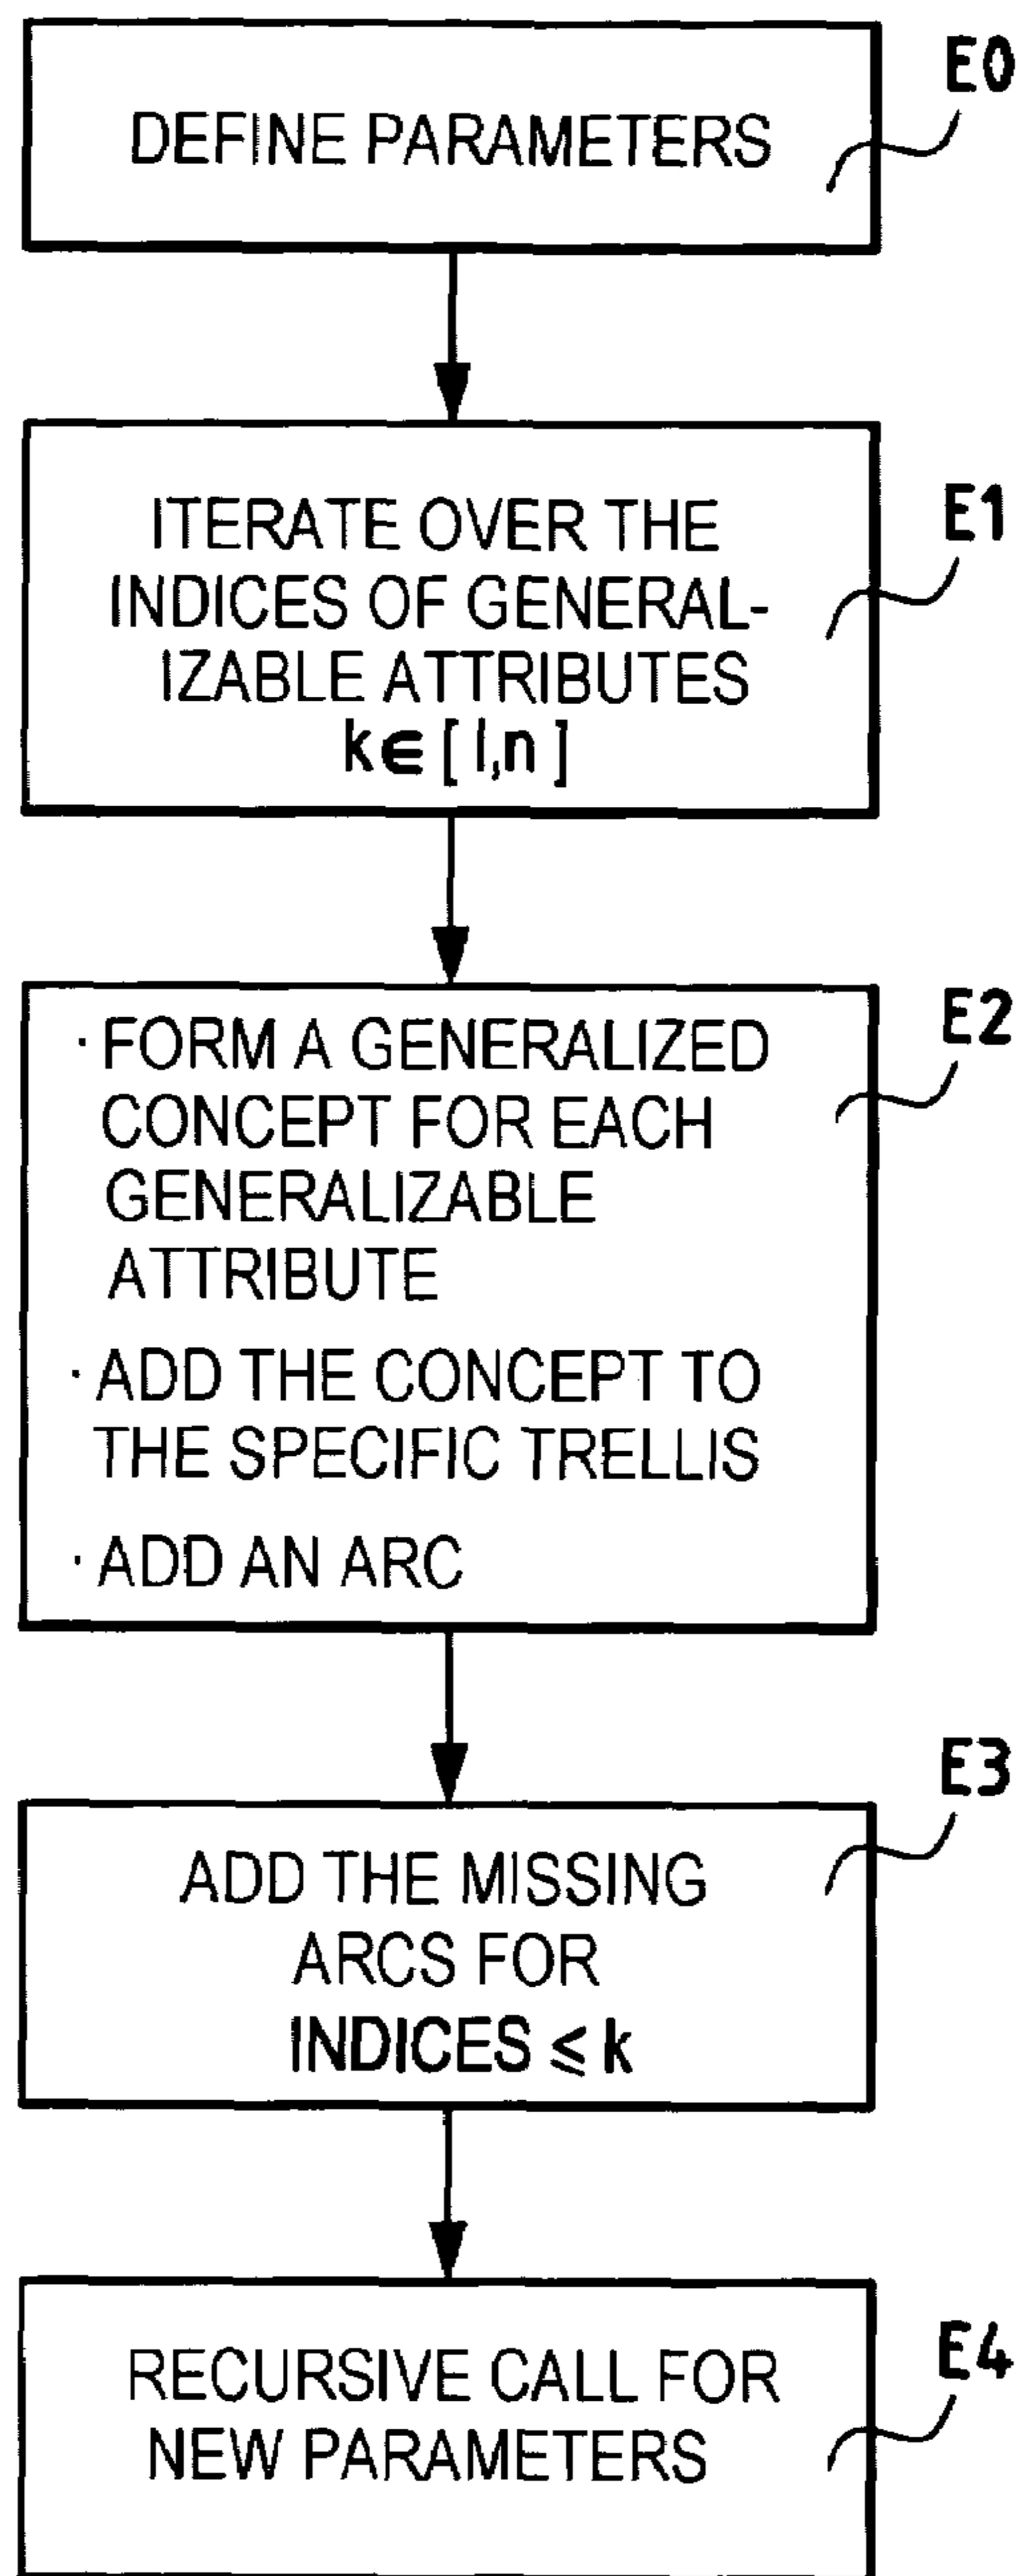 E0
DEFINE PARAMETERS
E1
ITERATE OVER THE
INDICES OF GENERAL-
IZABLE ATTRIBUTES
k∈[1,n]
E2
· FORM A GENERALIZED
CONCEPT FOR EACH
GENERALIZABLE
ATTRIBUTE
· ADD THE CONCEPT TO
THE SPECIFIC TRELLIS
· ADD AN ARC
E3
ADD THE MISSING
ARCS FOR
INDICES ⩽ k
E4
RECURSIVE CALL FOR
NEW PARAMETERS